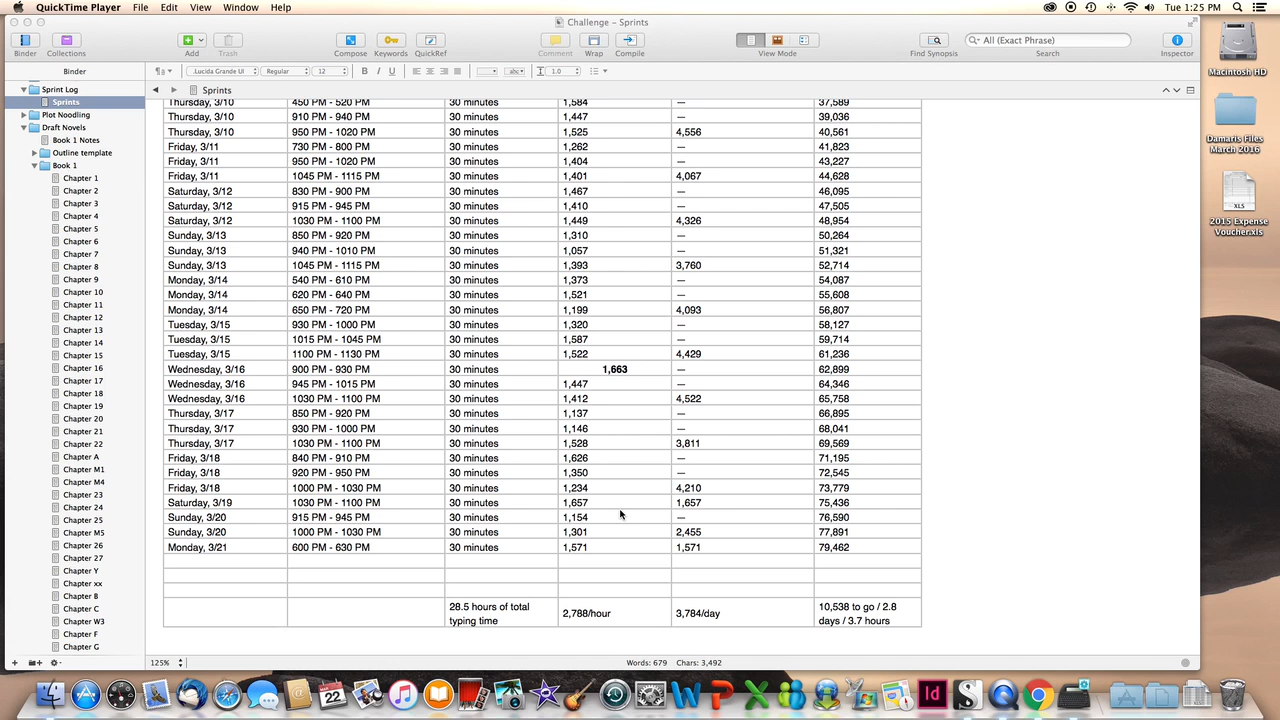 QuickTime Player File Edit View Window Help Tue 1:25 PM
Challenge – Sprints
Binder Collections Add Trash Compose Keywords QuickRef Comment Wrap Compile View Mode Find Synopsis All (Exact Phrase) Search Inspector
Binder Lucida Grande UI Regular 12 B I U abc 1.0
Sprint Log
Sprints
Plot Noodling
Draft Novels
Book 1 Notes
Outline template
Book 1
Chapter 1
Chapter 2
Chapter 3
Chapter 4
Chapter 5
Chapter 6
Chapter 7
Chapter 8
Chapter 9
Chapter 10
Chapter 11
Chapter 12
Chapter 13
Chapter 14
Chapter 15
Chapter 16
Chapter 17
Chapter 18
Chapter 19
Chapter 20
Chapter 21
Chapter 22
Chapter A
Chapter M1
Chapter M4
Chapter 23
Chapter 24
Chapter 25
Chapter M5
Chapter 26
Chapter 27
Chapter Y
Chapter xx
Chapter B
Chapter C
Chapter W3
Chapter F
Chapter G
Sprints
Thursday, 3/10 450 PM - 520 PM 30 minutes 1,584 — 37,589
Thursday, 3/10 910 PM - 940 PM 30 minutes 1,447 — 39,036
Thursday, 3/10 950 PM - 1020 PM 30 minutes 1,525 4,556 40,561
Friday, 3/11 730 PM - 800 PM 30 minutes 1,262 — 41,823
Friday, 3/11 950 PM - 1020 PM 30 minutes 1,404 — 43,227
Friday, 3/11 1045 PM - 1115 PM 30 minutes 1,401 4,067 44,628
Saturday, 3/12 830 PM - 900 PM 30 minutes 1,467 — 46,095
Saturday, 3/12 915 PM - 945 PM 30 minutes 1,410 — 47,505
Saturday, 3/12 1030 PM - 1100 PM 30 minutes 1,449 4,326 48,954
Sunday, 3/13 850 PM - 920 PM 30 minutes 1,310 — 50,264
Sunday, 3/13 940 PM - 1010 PM 30 minutes 1,057 — 51,321
Sunday, 3/13 1045 PM - 1115 PM 30 minutes 1,393 3,760 52,714
Monday, 3/14 540 PM - 610 PM 30 minutes 1,373 — 54,087
Monday, 3/14 620 PM - 640 PM 30 minutes 1,521 — 55,608
Monday, 3/14 650 PM - 720 PM 30 minutes 1,199 4,093 56,807
Tuesday, 3/15 930 PM - 1000 PM 30 minutes 1,320 — 58,127
Tuesday, 3/15 1015 PM - 1045 PM 30 minutes 1,587 — 59,714
Tuesday, 3/15 1100 PM - 1130 PM 30 minutes 1,522 4,429 61,236
Wednesday, 3/16 900 PM - 930 PM 30 minutes 1,663 — 62,899
Wednesday, 3/16 945 PM - 1015 PM 30 minutes 1,447 — 64,346
Wednesday, 3/16 1030 PM - 1100 PM 30 minutes 1,412 4,522 65,758
Thursday, 3/17 850 PM - 920 PM 30 minutes 1,137 — 66,895
Thursday, 3/17 930 PM - 1000 PM 30 minutes 1,146 — 68,041
Thursday, 3/17 1030 PM - 1100 PM 30 minutes 1,528 3,811 69,569
Friday, 3/18 840 PM - 910 PM 30 minutes 1,626 — 71,195
Friday, 3/18 920 PM - 950 PM 30 minutes 1,350 — 72,545
Friday, 3/18 1000 PM - 1030 PM 30 minutes 1,234 4,210 73,779
Saturday, 3/19 1030 PM - 1100 PM 30 minutes 1,657 1,657 75,436
Sunday, 3/20 915 PM - 945 PM 30 minutes 1,154 — 76,590
Sunday, 3/20 1000 PM - 1030 PM 30 minutes 1,301 2,455 77,891
Monday, 3/21 600 PM - 630 PM 30 minutes 1,571 1,571 79,462
28.5 hours of total 2,788/hour 3,784/day 10,538 to go / 2.8
typing time days / 3.7 hours
125% Words: 679 Chars: 3,492
Macintosh HD
Damaris Files
March 2016
XLS
2015 Expense
Voucher.xls
22
Id
S